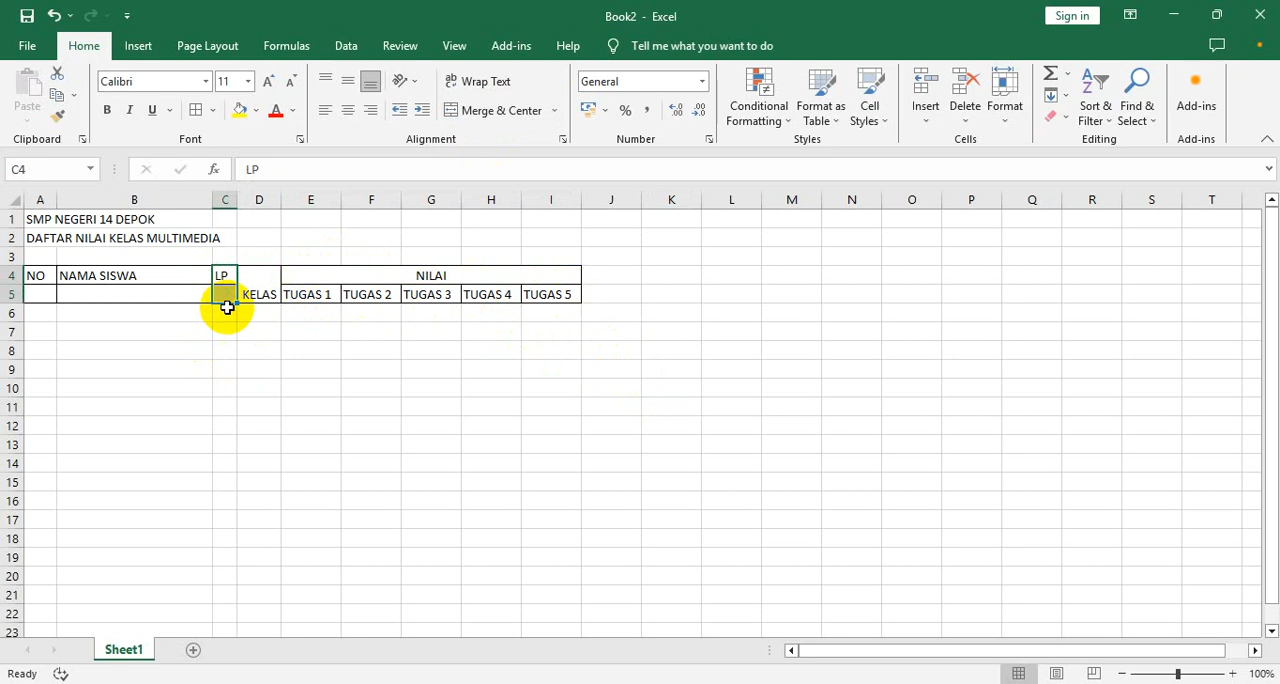 Book2 - Excel
Sign in
File Home Insert Page Layout Formulas Data Review View Add-ins Help Tell me what you want to do
Paste
Calibri 11
B I U
Wrap Text
Merge & Center
General
Conditional Formatting
Format as Table
Cell Styles
Insert
Delete
Format
Sort & Filter
Find & Select
Add-ins
Clipboard Font Alignment Number Styles Cells Editing Add-ins
C4 fx LP
A B C D E F G H I J K L M N O P Q R S T
1 SMP NEGERI 14 DEPOK
2 DAFTAR NILAI KELAS MULTIMEDIA
3
4 NO NAMA SISWA LP NILAI
5 KELAS TUGAS 1 TUGAS 2 TUGAS 3 TUGAS 4 TUGAS 5
6
7
8
9
10
11
12
13
14
15
16
17
18
19
20
21
22
23
Sheet1
Ready 100%